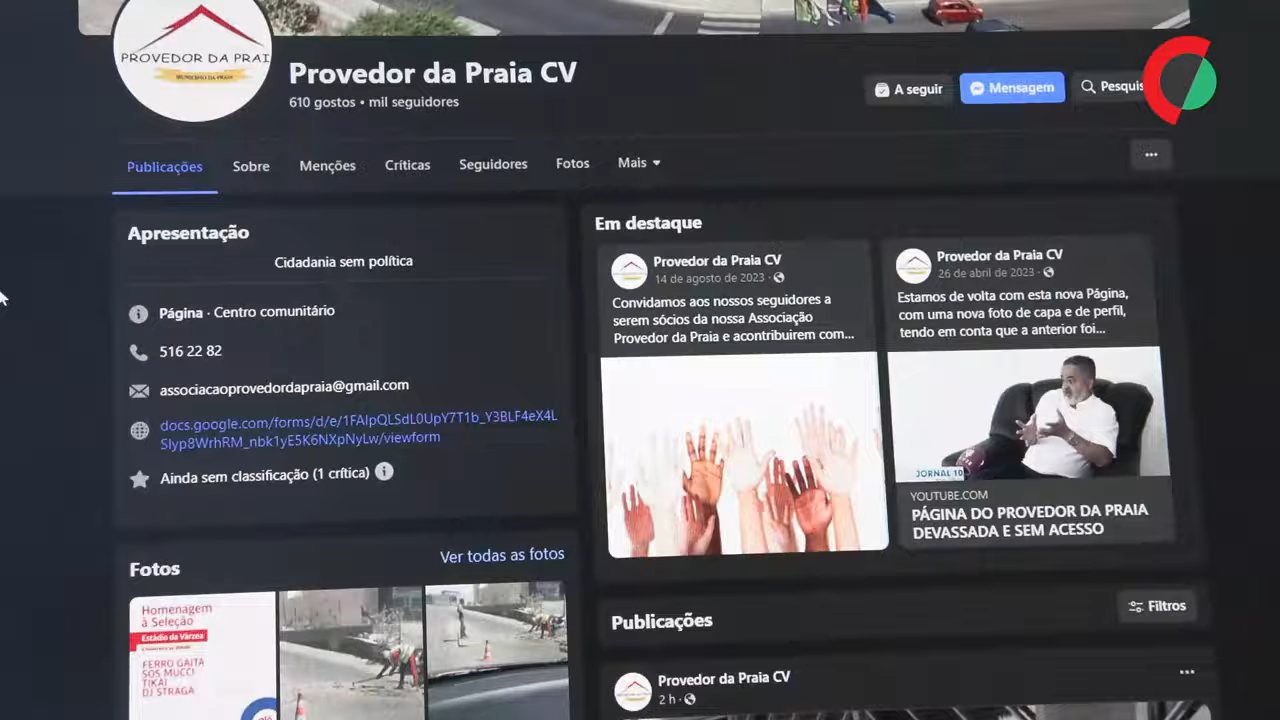 PROVEDOR DA PRAI
MUNICÍPIO DA PRAIA
Provedor da Praia CV
610 gostos • mil seguidores
A seguir
Mensagem
Pesquis
Publicações
Sobre
Menções
Críticas
Seguidores
Fotos
Mais
Apresentação
Cidadania sem política
Página · Centro comunitário
516 22 82
associacaoprovedordapraia@gmail.com
docs.google.com/forms/d/e/1FAIpQLSdL0UpY7T1b_Y3BLF4eX4L
SIyp8WrhRM_nbk1yE5K6NXpNyLw/viewform
Ainda sem classificação (1 crítica)
Fotos
Ver todas as fotos
Homenagem
à Seleção
Estádio da Várzea
FERRO GAITA
SOS MUCCI
TIKAI
DJ STRAGA
Em destaque
Provedor da Praia CV
14 de agosto de 2023 ·
Convidamos aos nossos seguidores a
serem sócios da nossa Associação
Provedor da Praia e acontribuirem com...
Provedor da Praia CV
26 de abril de 2023 ·
Estamos de volta com esta nova Página,
com uma nova foto de capa e de perfil,
tendo em conta que a anterior foi...
JORNAL 10
YOUTUBE.COM
PÁGINA DO PROVEDOR DA PRAIA
DEVASSADA E SEM ACESSO
Publicações
Filtros
Provedor da Praia CV
2 h ·